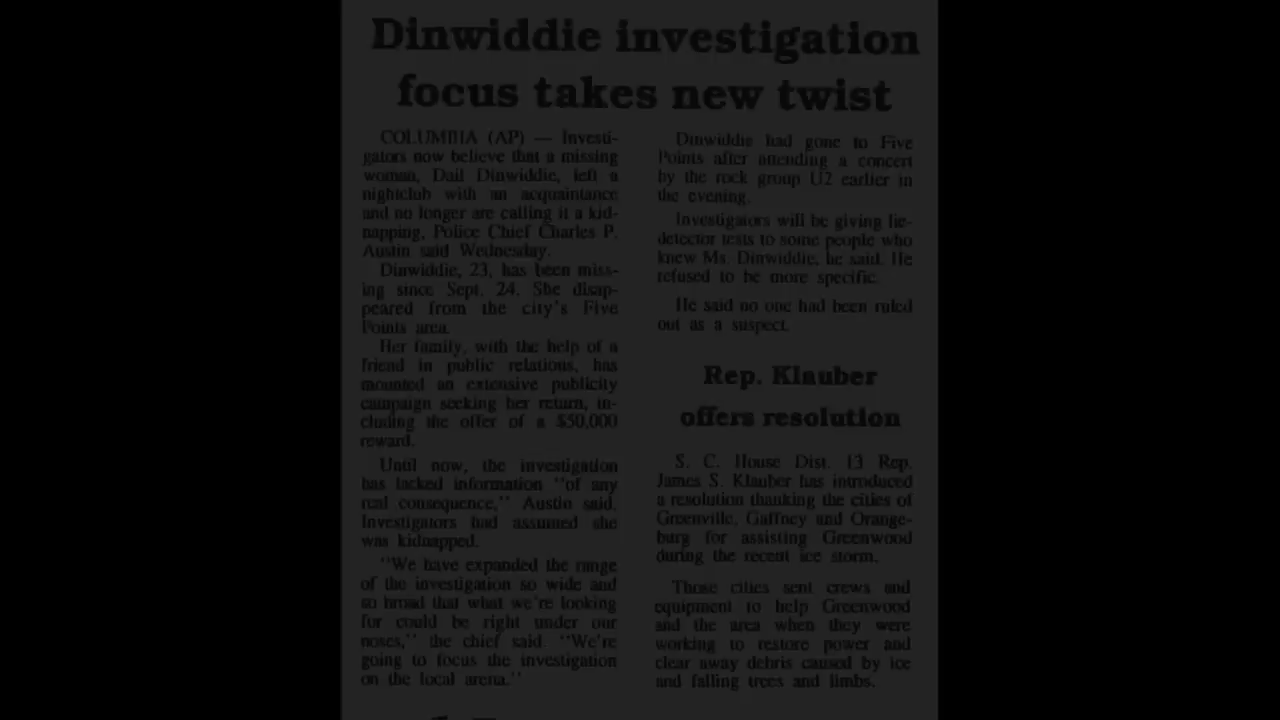 Dinwiddie investigation
focus takes new twist
COLUMBIA (AP) — Investi-
gators now believe that a missing
woman, Dail Dinwiddie, left a
nightclub with an acquaintance
and no longer are calling it a kid-
napping, Police Chief Charles P.
Austin said Wednesday.
Dinwiddie, 23, has been miss-
ing since Sept. 24. She disap-
peared from the city's Five
Points area.
Her family, with the help of a
friend in public relations, has
mounted an extensive publicity
campaign seeking her return, in-
cluding the offer of a $50,000
reward.
Until now, the investigation
has lacked information ''of any
real consequence,'' Austin said.
Investigators had assumed she
was kidnapped.
''We have expanded the range
of the investigation so wide and
so broad that what we're looking
for could be right under our
noses,'' the chief said. ''We're
going to focus the investigation
on the local arena.''
Dinwiddie had gone to Five
Points after attending a concert
by the rock group U2 earlier in
the evening.
Investigators will be giving lie-
detector tests to some people who
knew Ms. Dinwiddie, he said. He
refused to be more specific.
He said no one had been ruled
out as a suspect.
Rep. Klauber
offers resolution
S. C. House Dist. 13 Rep.
James S. Klauber has introduced
a resolution thanking the cities of
Greenville, Gaffney and Orange-
burg for assisting Greenwood
during the recent ice storm.
Those cities sent crews and
equipment to help Greenwood
and the area when they were
working to restore power and
clear away debris caused by ice
and falling trees and limbs.